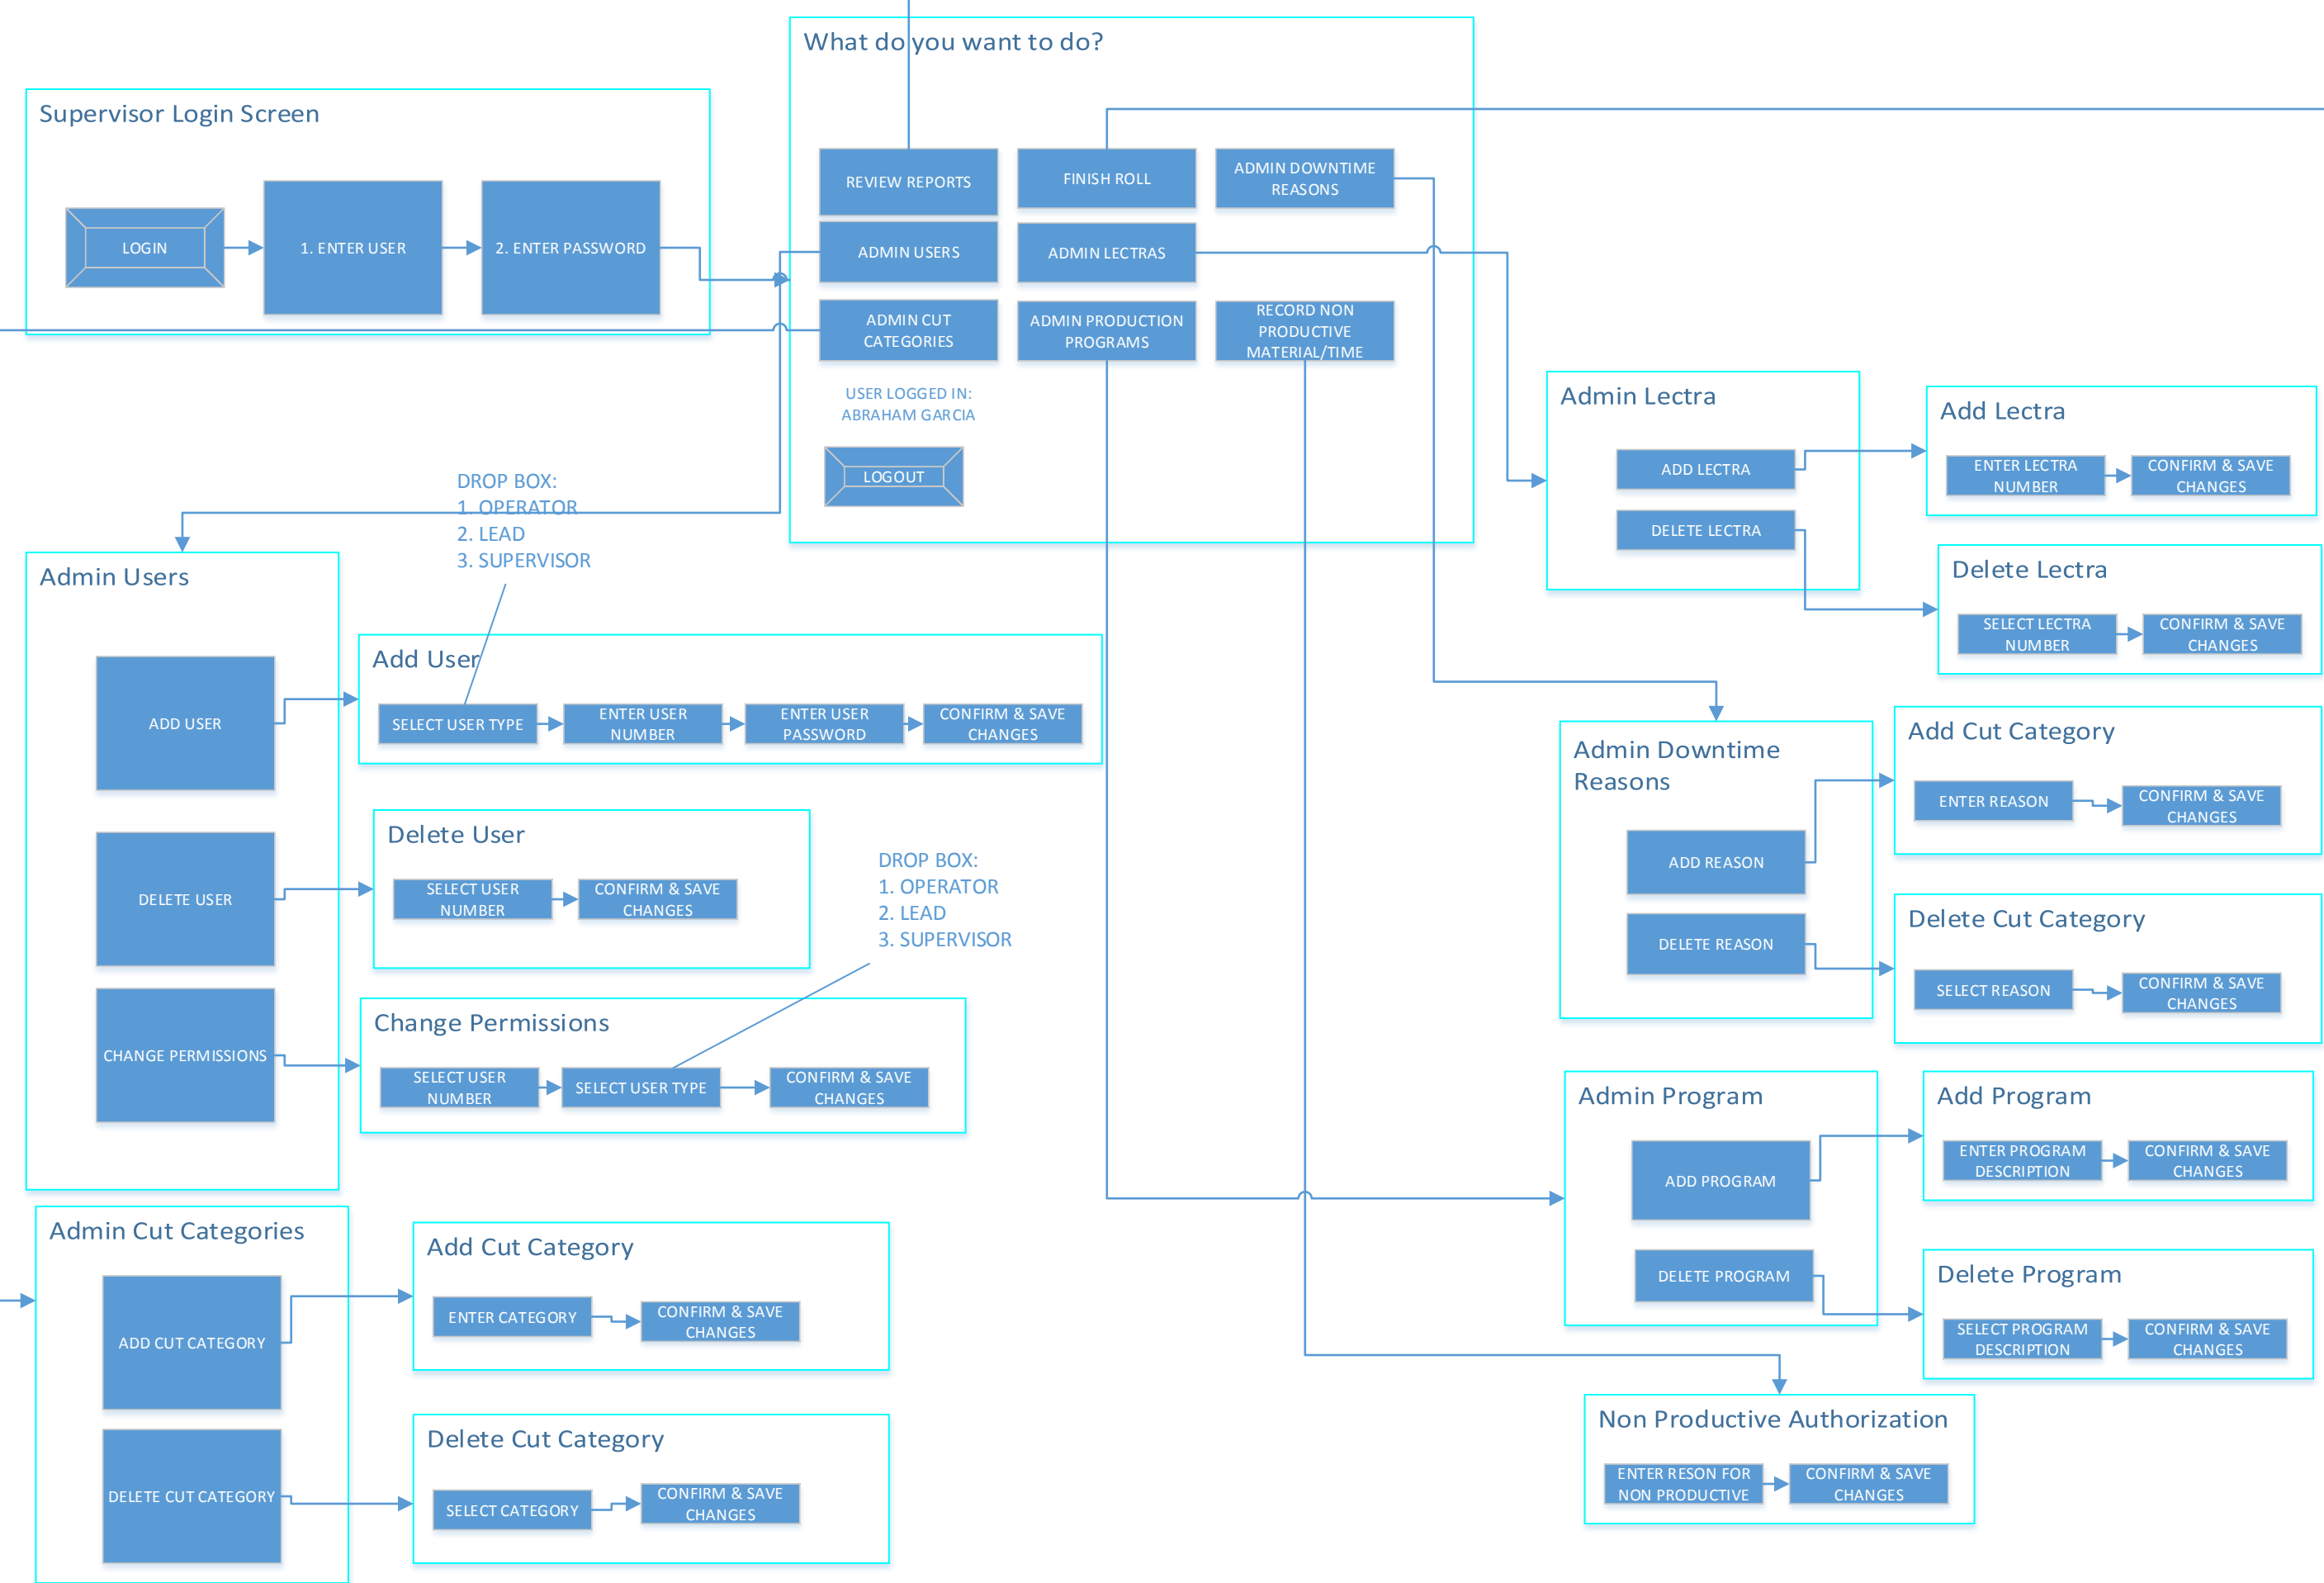 What do you want to do?
Supervisor Login Screen
LOGIN
1. ENTER USER
2. ENTER PASSWORD
REVIEW REPORTS
FINISH ROLL
ADMIN DOWNTIME
REASONS
ADMIN USERS
ADMIN LECTRAS
ADMIN CUT
CATEGORIES
ADMIN PRODUCTION
PROGRAMS
RECORD NON
PRODUCTIVE
MATERIAL/TIME
USER LOGGED IN:
ABRAHAM GARCIA
LOGOUT
Admin Lectra
ADD LECTRA
DELETE LECTRA
Add Lectra
ENTER LECTRA
NUMBER
CONFIRM & SAVE
CHANGES
Delete Lectra
SELECT LECTRA
NUMBER
CONFIRM & SAVE
CHANGES
DROP BOX:
1. OPERATOR
2. LEAD
3. SUPERVISOR
Admin Users
ADD USER
DELETE USER
CHANGE PERMISSIONS
Add User
SELECT USER TYPE
ENTER USER
NUMBER
ENTER USER
PASSWORD
CONFIRM & SAVE
CHANGES
Delete User
SELECT USER
NUMBER
CONFIRM & SAVE
CHANGES
DROP BOX:
1. OPERATOR
2. LEAD
3. SUPERVISOR
Change Permissions
SELECT USER
NUMBER
SELECT USER TYPE
CONFIRM & SAVE
CHANGES
Admin Downtime
Reasons
ADD REASON
DELETE REASON
Add Cut Category
ENTER REASON
CONFIRM & SAVE
CHANGES
Delete Cut Category
SELECT REASON
CONFIRM & SAVE
CHANGES
Admin Program
ADD PROGRAM
DELETE PROGRAM
Add Program
ENTER PROGRAM
DESCRIPTION
CONFIRM & SAVE
CHANGES
Delete Program
SELECT PROGRAM
DESCRIPTION
CONFIRM & SAVE
CHANGES
Admin Cut Categories
ADD CUT CATEGORY
DELETE CUT CATEGORY
Add Cut Category
ENTER CATEGORY
CONFIRM & SAVE
CHANGES
Delete Cut Category
SELECT CATEGORY
CONFIRM & SAVE
CHANGES
Non Productive Authorization
ENTER RESON FOR
NON PRODUCTIVE
CONFIRM & SAVE
CHANGES